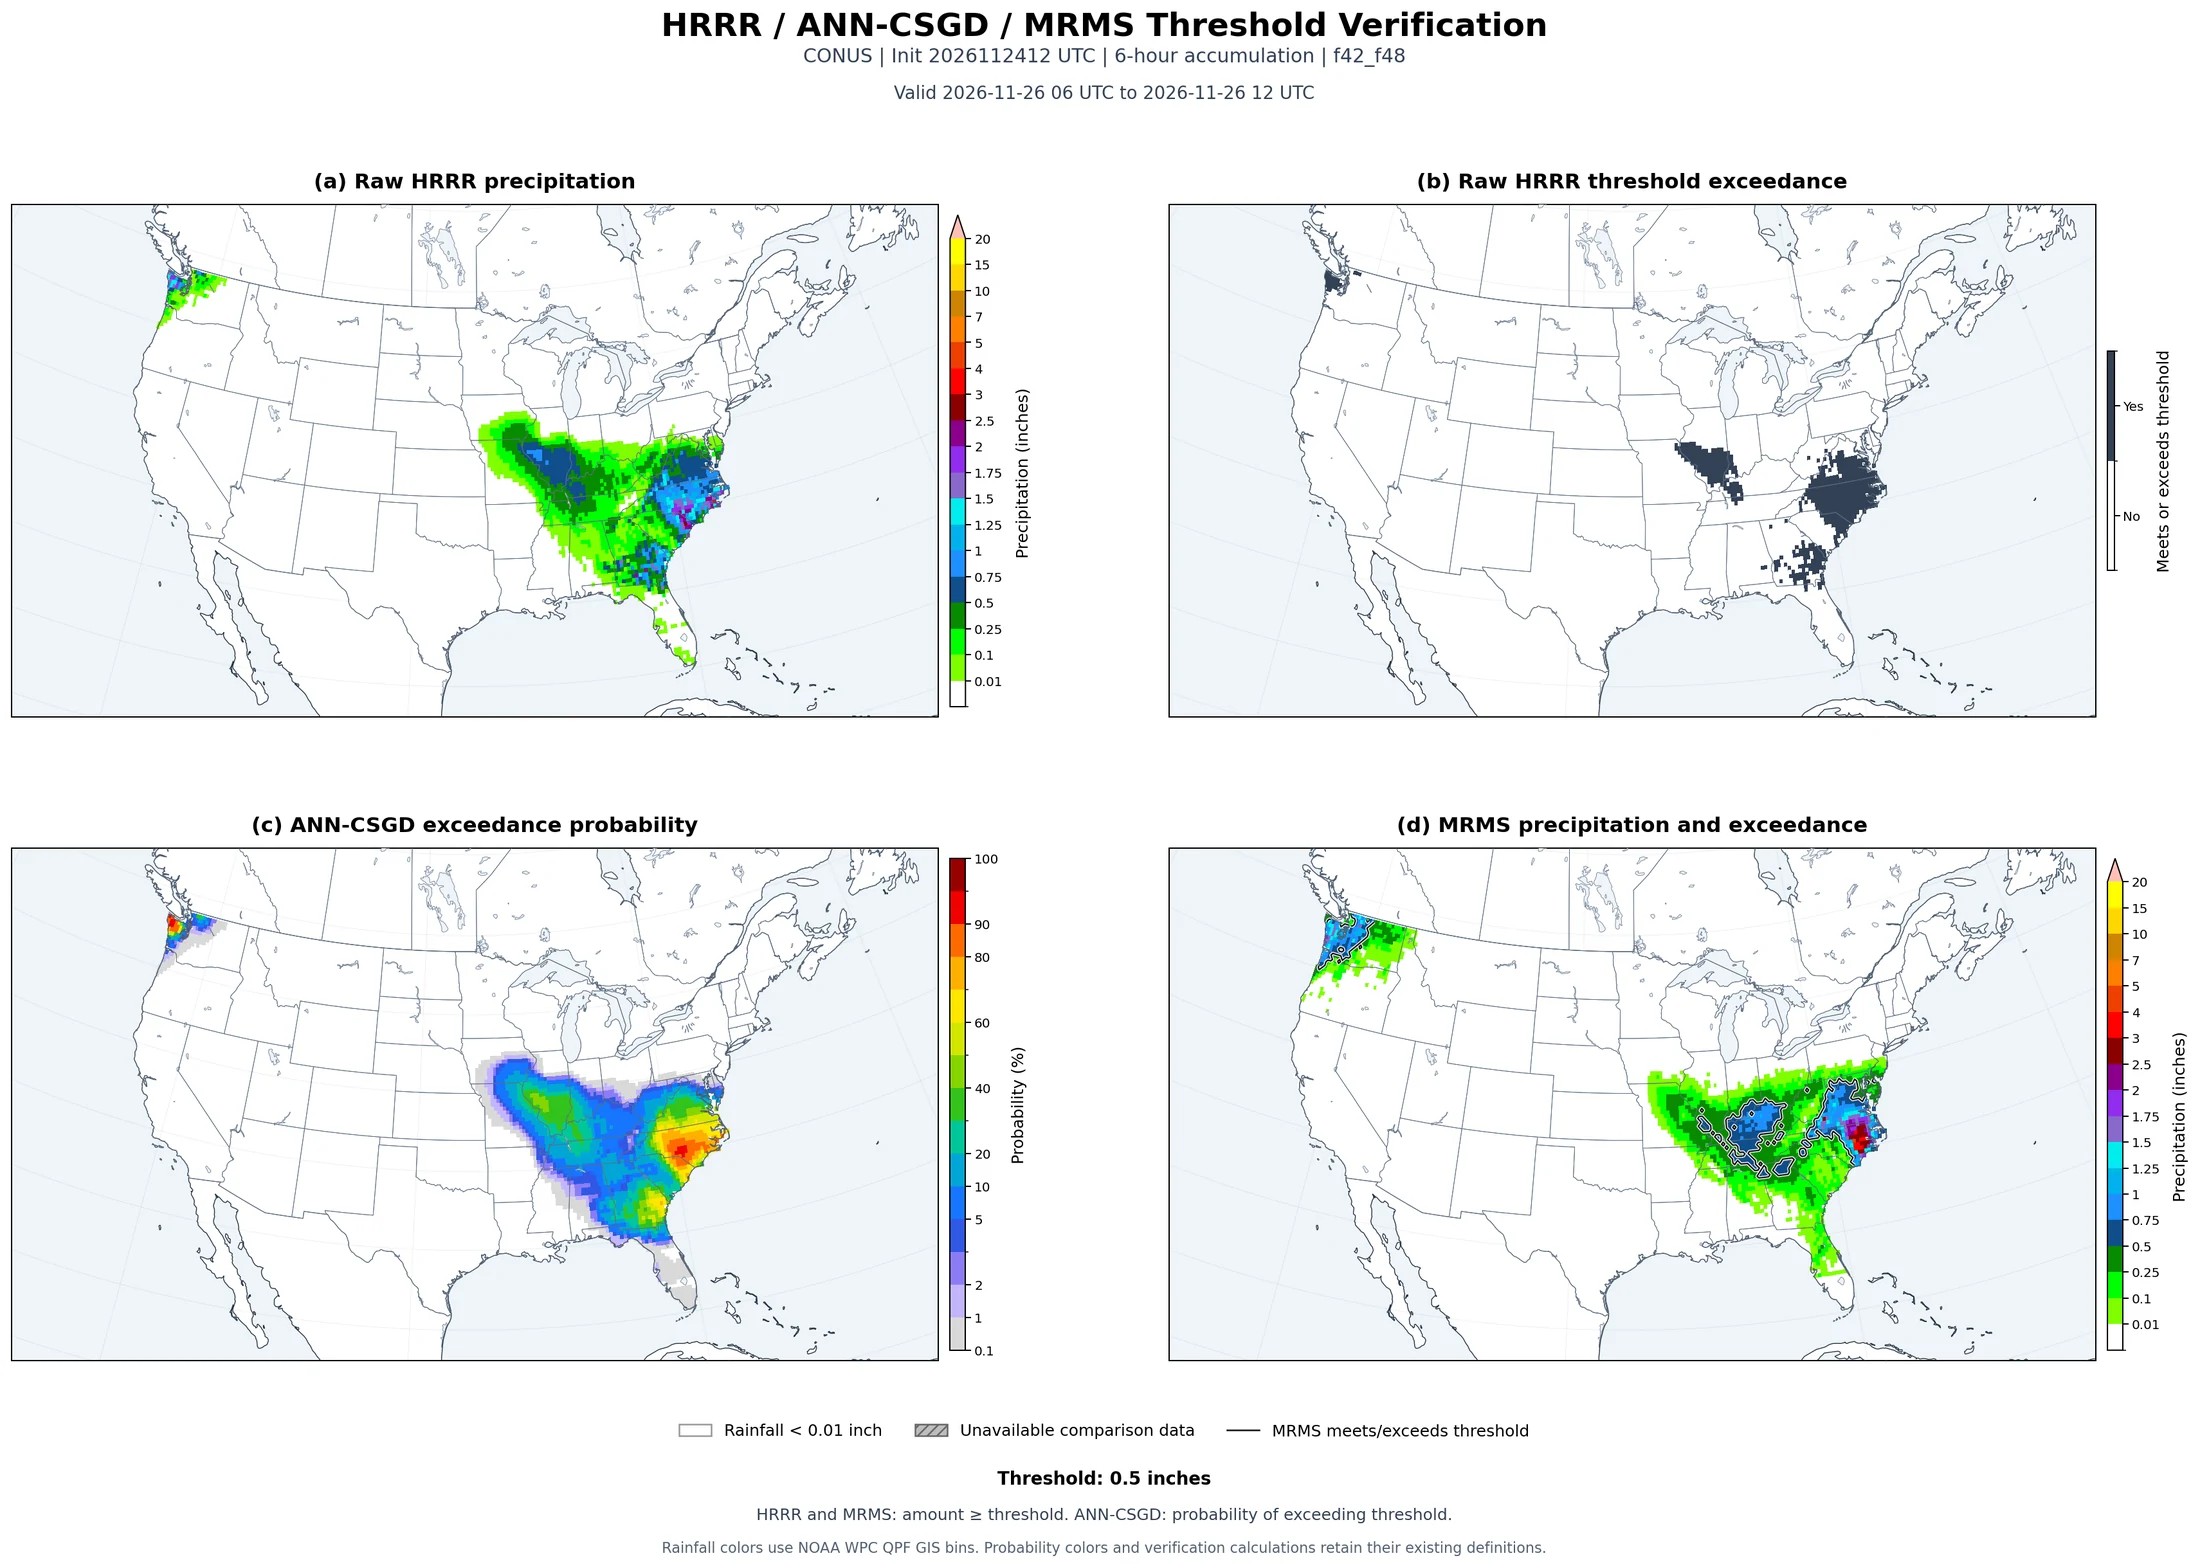 HRRR / ANN-CSGD / MRMS Threshold Verification
CONUS | Init 2026112412 UTC | 6-hour accumulation | f42_f48
Valid 2026-11-26 06 UTC to 2026-11-26 12 UTC
(a) Raw HRRR precipitation
20
15
10
7
5
4
3
2.5
2
1.75
1.5
1.25
1
0.75
0.5
0.25
0.1
0.01
Precipitation (inches)
(b) Raw HRRR threshold exceedance
Yes
No
Meets or exceeds threshold
(c) ANN-CSGD exceedance probability
100
90
80
60
40
20
10
5
2
1
0.1
Probability (%)
(d) MRMS precipitation and exceedance
20
15
10
7
5
4
3
2.5
2
1.75
1.5
1.25
1
0.75
0.5
0.25
0.1
0.01
Precipitation (inches)
Rainfall < 0.01 inch
Unavailable comparison data
MRMS meets/exceeds threshold
Threshold: 0.5 inches
HRRR and MRMS: amount ≥ threshold. ANN-CSGD: probability of exceeding threshold.
Rainfall colors use NOAA WPC QPF GIS bins. Probability colors and verification calculations retain their existing definitions.